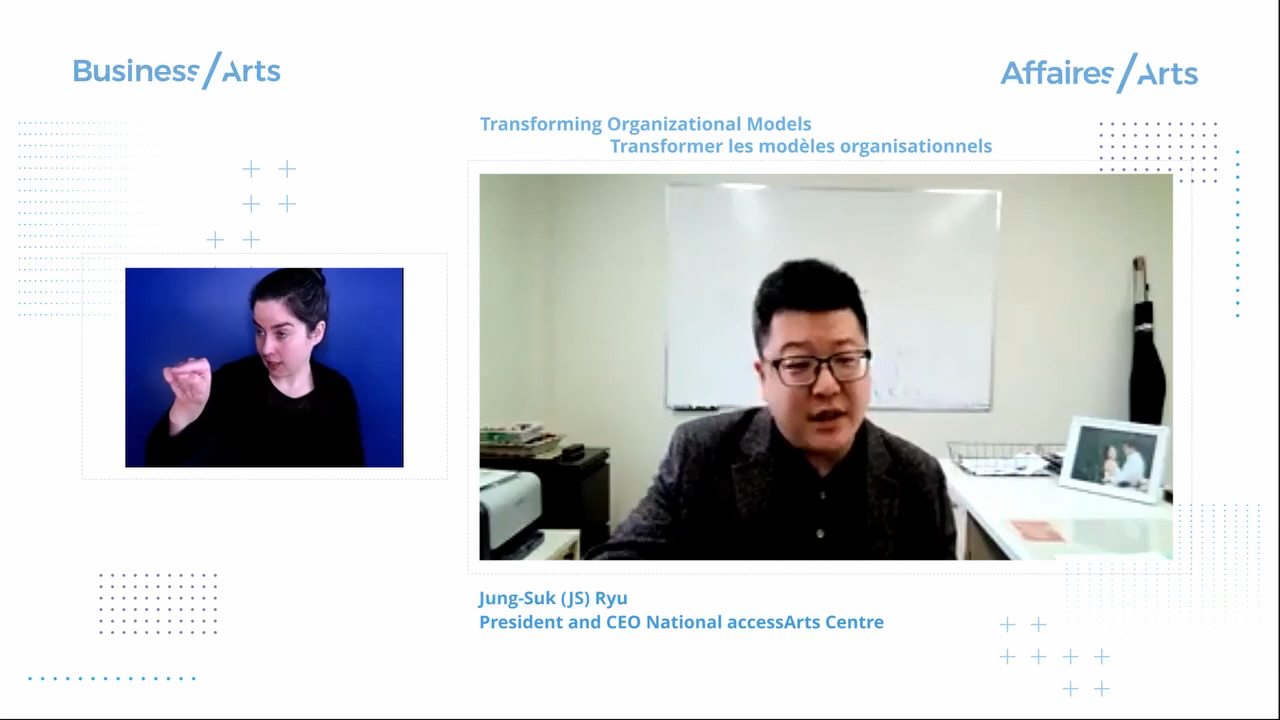 Business/Arts
Affaires/Arts
Transforming Organizational Models
Transformer les modèles organisationnels
Jung-Suk (JS) Ryu
President and CEO National accessArts Centre